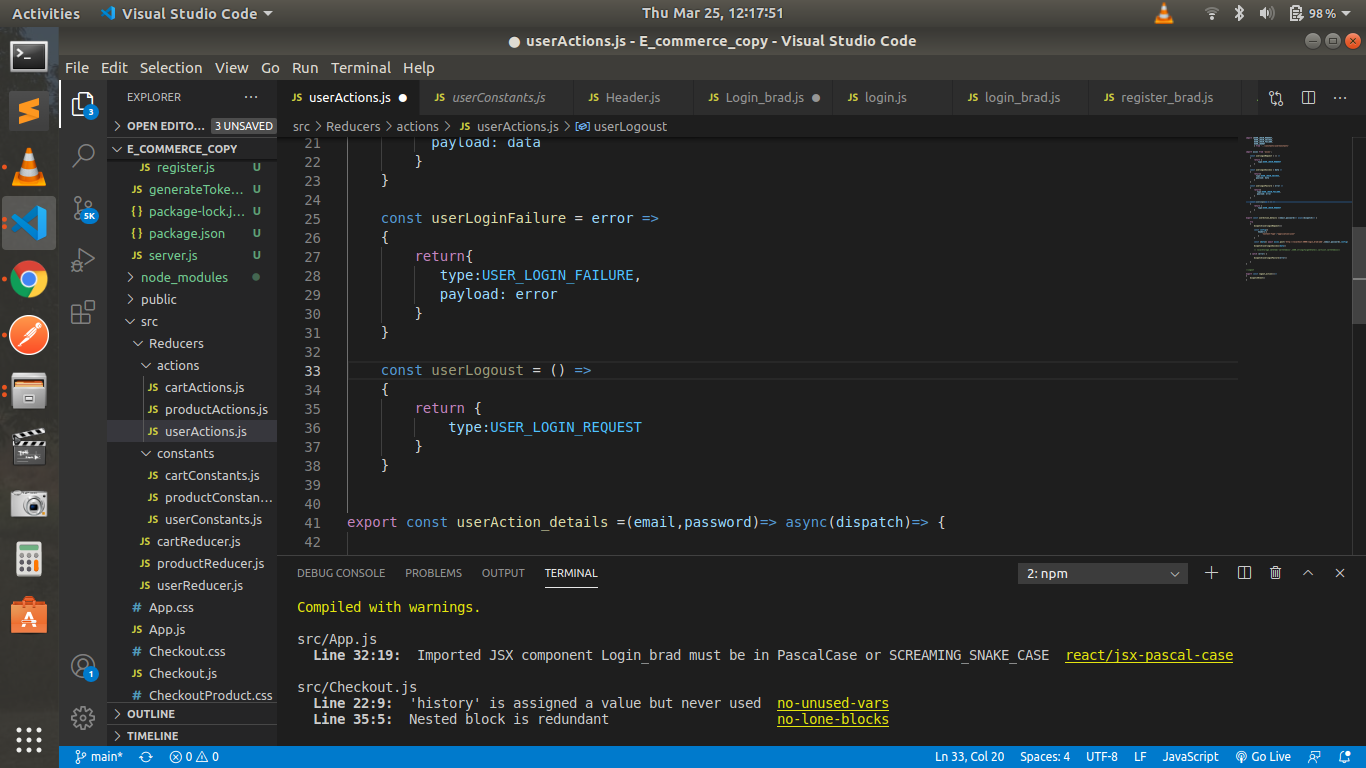 Activities
Visual Studio Code
Thu Mar 25, 12:17:51
98%
● userActions.js - E_commerce_copy - Visual Studio Code
File Edit Selection View Go Run Terminal Help
EXPLORER
OPEN EDITO... 3 UNSAVED
E_COMMERCE_COPY
JS register.js U
JS generateToke... U
{} package-lock.j... U
{} package.json U
JS server.js U
node_modules
public
src
Reducers
actions
JS cartActions.js
JS productActions.js
JS userActions.js
constants
JS cartConstants.js
JS productConstan...
JS userConstants.js
JS cartReducer.js
JS productReducer.js
JS userReducer.js
# App.css
JS App.js
# Checkout.css
JS Checkout.js
# CheckoutProduct.css
OUTLINE
TIMELINE
3
5K
1
JS userActions.js ●
JS userConstants.js
JS Header.js
JS Login_brad.js ●
JS login.js
JS login_brad.js
JS register_brad.js
src > Reducers > actions > JS userActions.js > userLogoust
21 payload: data
22 }
23 }
24
25 const userLoginFailure = error =>
26 {
27 return{
28 type:USER_LOGIN_FAILURE,
29 payload: error
30 }
31 }
32
33 const userLogoust = () =>
34 {
35 return {
36 type:USER_LOGIN_REQUEST
37 }
38 }
39
40
41 export const userAction_details =(email,password)=> async(dispatch)=> {
42
DEBUG CONSOLE PROBLEMS OUTPUT TERMINAL
2: npm
Compiled with warnings.
src/App.js
Line 32:19: Imported JSX component Login_brad must be in PascalCase or SCREAMING_SNAKE_CASE react/jsx-pascal-case
src/Checkout.js
Line 22:9: 'history' is assigned a value but never used no-unused-vars
Line 35:5: Nested block is redundant no-lone-blocks
main* 0 0
Ln 33, Col 20 Spaces: 4 UTF-8 LF JavaScript Go Live